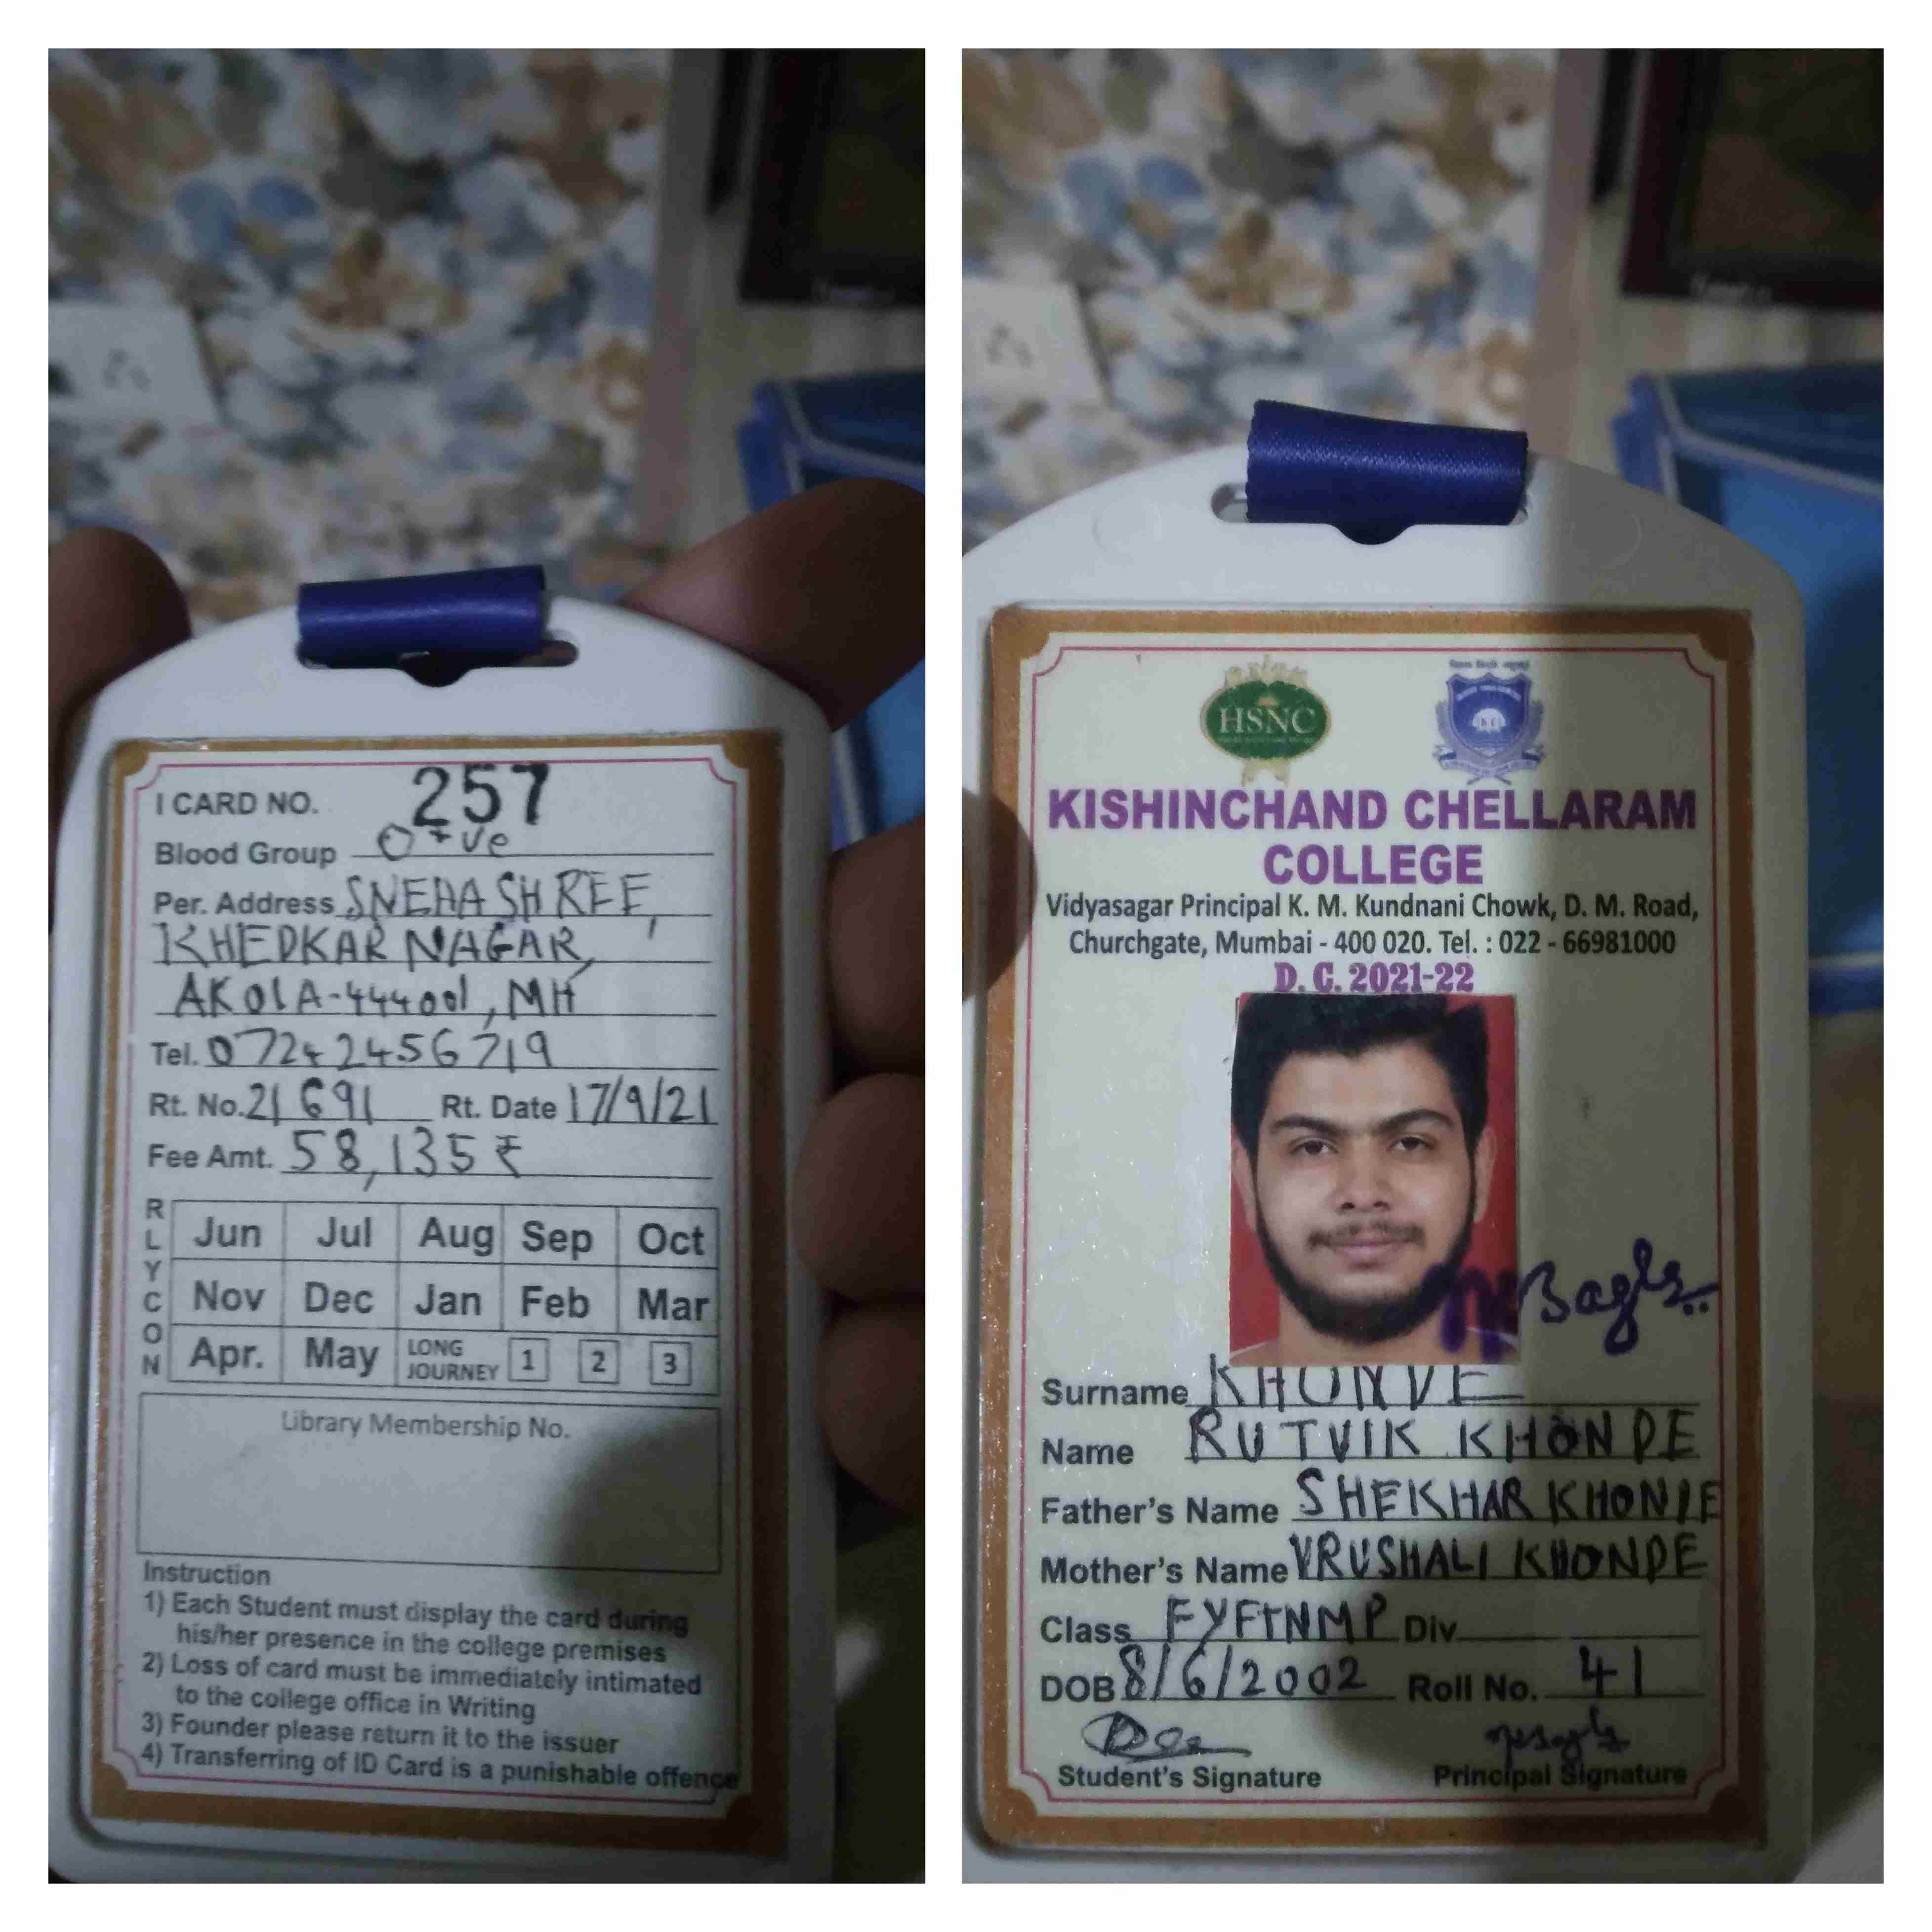 I CARD NO. 257
Blood Group O +ve
Per. Address SNEHASHREE,
KHEDKAR NAGAR,
AKOLA-444001, MH
Tel. 0724 2456719
Rt. No. 21691 Rt. Date 17/9/21
Fee Amt. 58,135 ₹
RLYCON
Jun Jul Aug Sep Oct
Nov Dec Jan Feb Mar
Apr. May LONG JOURNEY 1 2 3
Library Membership No.
Instruction
1) Each Student must display the card during
his/her presence in the college premises
2) Loss of card must be immediately intimated
to the college office in Writing
3) Founder please return it to the issuer
4) Transferring of ID Card is a punishable offence
HSNC
KISHINCHAND CHELLARAM
COLLEGE
Vidyasagar Principal K. M. Kundnani Chowk, D. M. Road,
Churchgate, Mumbai - 400 020. Tel. : 022 - 66981000
D. C. 2021-22
Surname KHONDE
Name RUTVIK KHONDE
Father's Name SHEKHAR KHONDE
Mother's Name VRUSHALI KHONDE
Class FYFTNMP Div
DOB 8/6/2002 Roll No. 41
Student's Signature Principal Signature